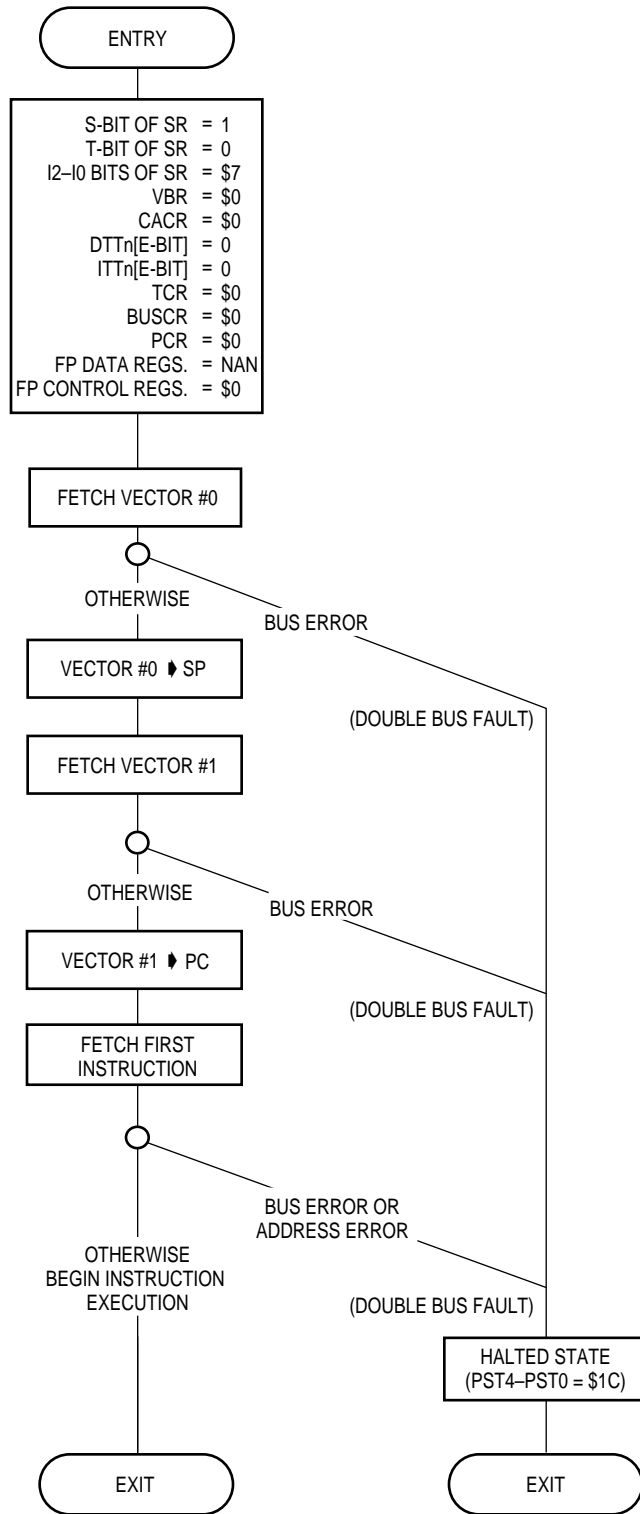 ENTRY
S-BIT OF SR = 1
T-BIT OF SR = 0
I2–I0 BITS OF SR = $7
VBR = $0
CACR = $0
DTTn[E-BIT] = 0
ITTn[E-BIT] = 0
TCR = $0
BUSCR = $0
PCR = $0
FP DATA REGS. = NAN
FP CONTROL REGS. = $0
FETCH VECTOR #0
OTHERWISE
BUS ERROR
VECTOR #0 ➧ SP
(DOUBLE BUS FAULT)
FETCH VECTOR #1
OTHERWISE
BUS ERROR
VECTOR #1 ➧ PC
(DOUBLE BUS FAULT)
FETCH FIRST
INSTRUCTION
BUS ERROR OR
ADDRESS ERROR
OTHERWISE
BEGIN INSTRUCTION
EXECUTION
(DOUBLE BUS FAULT)
HALTED STATE
(PST4–PST0 = $1C)
EXIT
EXIT